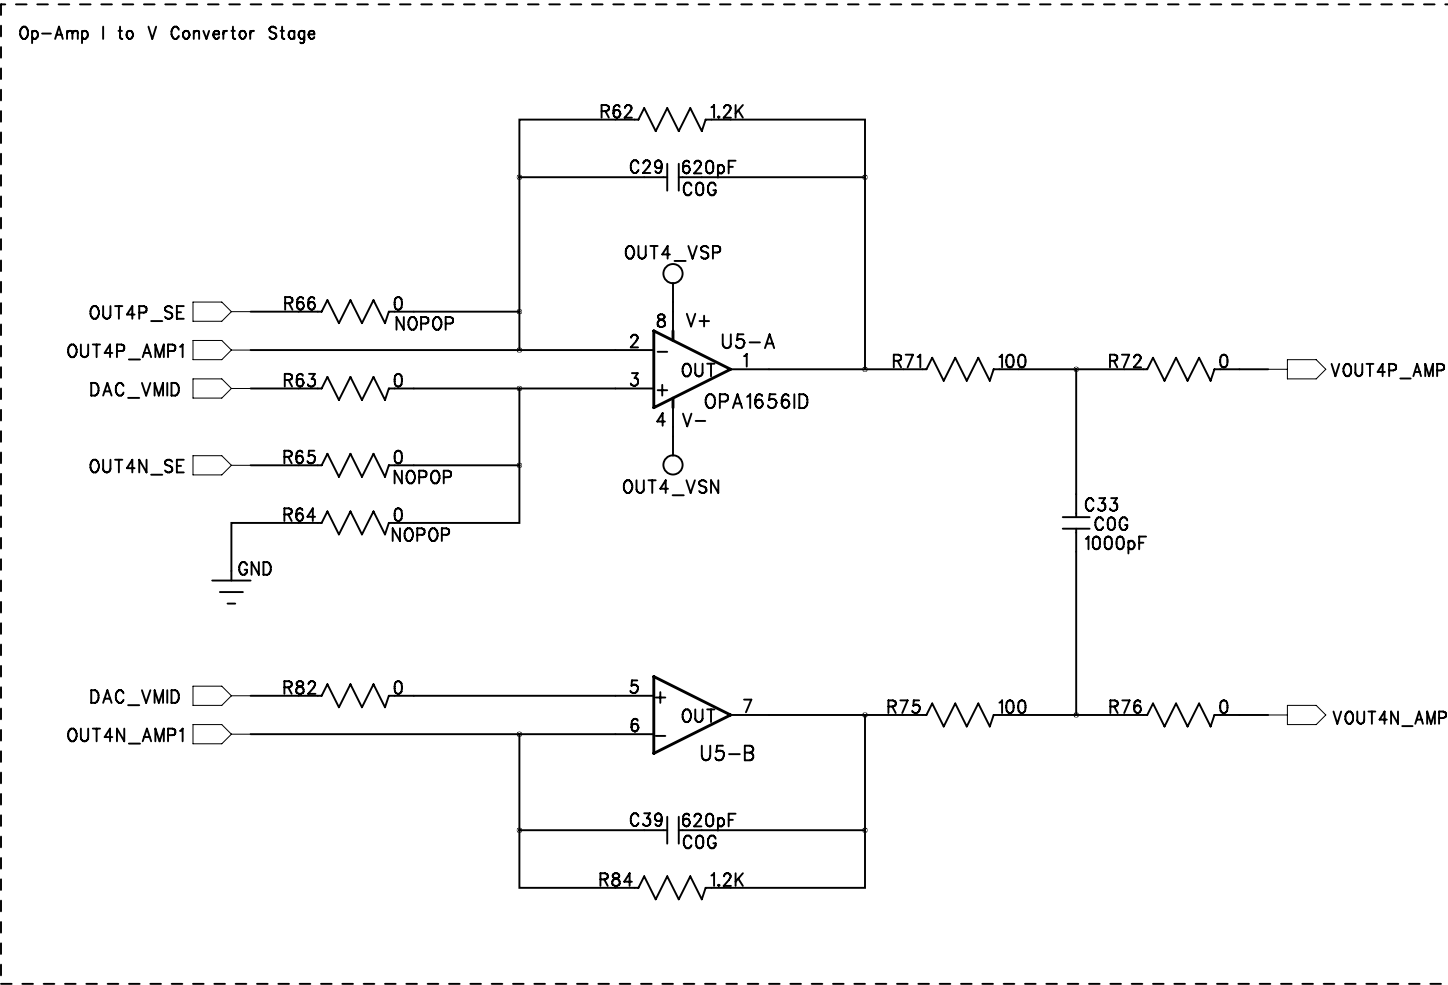 Op-Amp I to V Convertor Stage
R62 1.2K
C29 620pF
COG
OUT4_VSP
OUT4P_SE R66 0
NOPOP
8 V+
OUT4P_AMP1 2 - U5-A
OUT 1
DAC_VMID R63 0 3 +
OPA1656ID
4 V-
R71 100 R72 0 VOUT4P_AMP
OUT4N_SE R65 0
NOPOP
OUT4_VSN
R64 0
NOPOP
GND
C33
COG
1000pF
DAC_VMID R82 0 5 +
OUT 7
OUT4N_AMP1 6 -
U5-B
R75 100 R76 0 VOUT4N_AMP
C39 620pF
COG
R84 1.2K